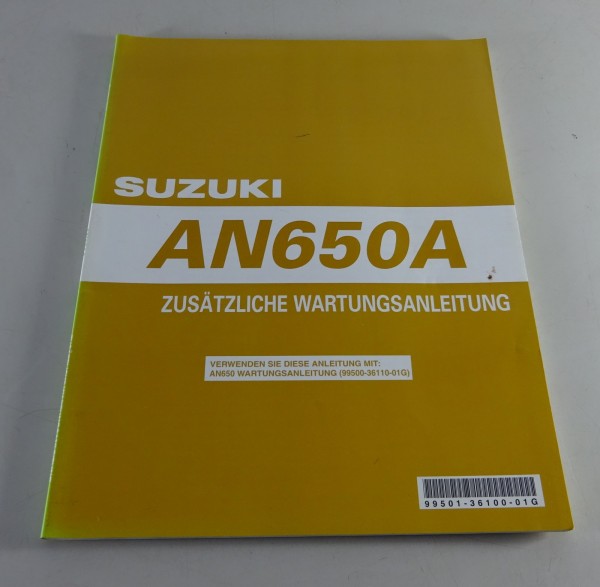 SUZUKI
AN650A
ZUSÄTZLICHE WARTUNGSANLEITUNG
VERWENDEN SIE DIESE ANLEITUNG MIT:
AN650 WARTUNGSANLEITUNG (99500-36110-01G)
99501-36100-01G